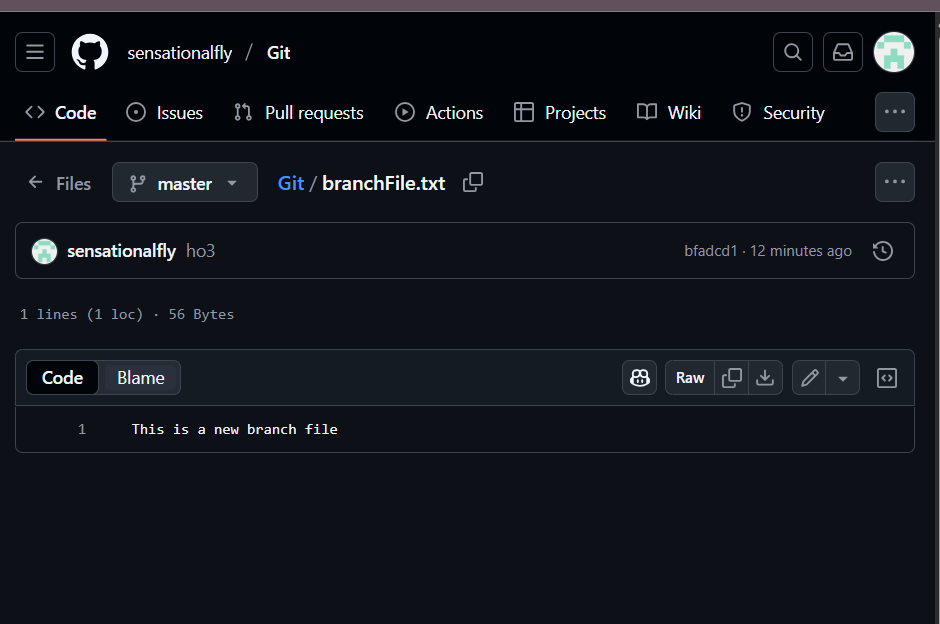 sensationalfly / Git
Code Issues Pull requests Actions Projects Wiki Security
Files master Git / branchFile.txt
sensationalfly ho3 bfadcd1 · 12 minutes ago
1 lines (1 loc) · 56 Bytes
Code Blame Raw
1 This is a new branch file